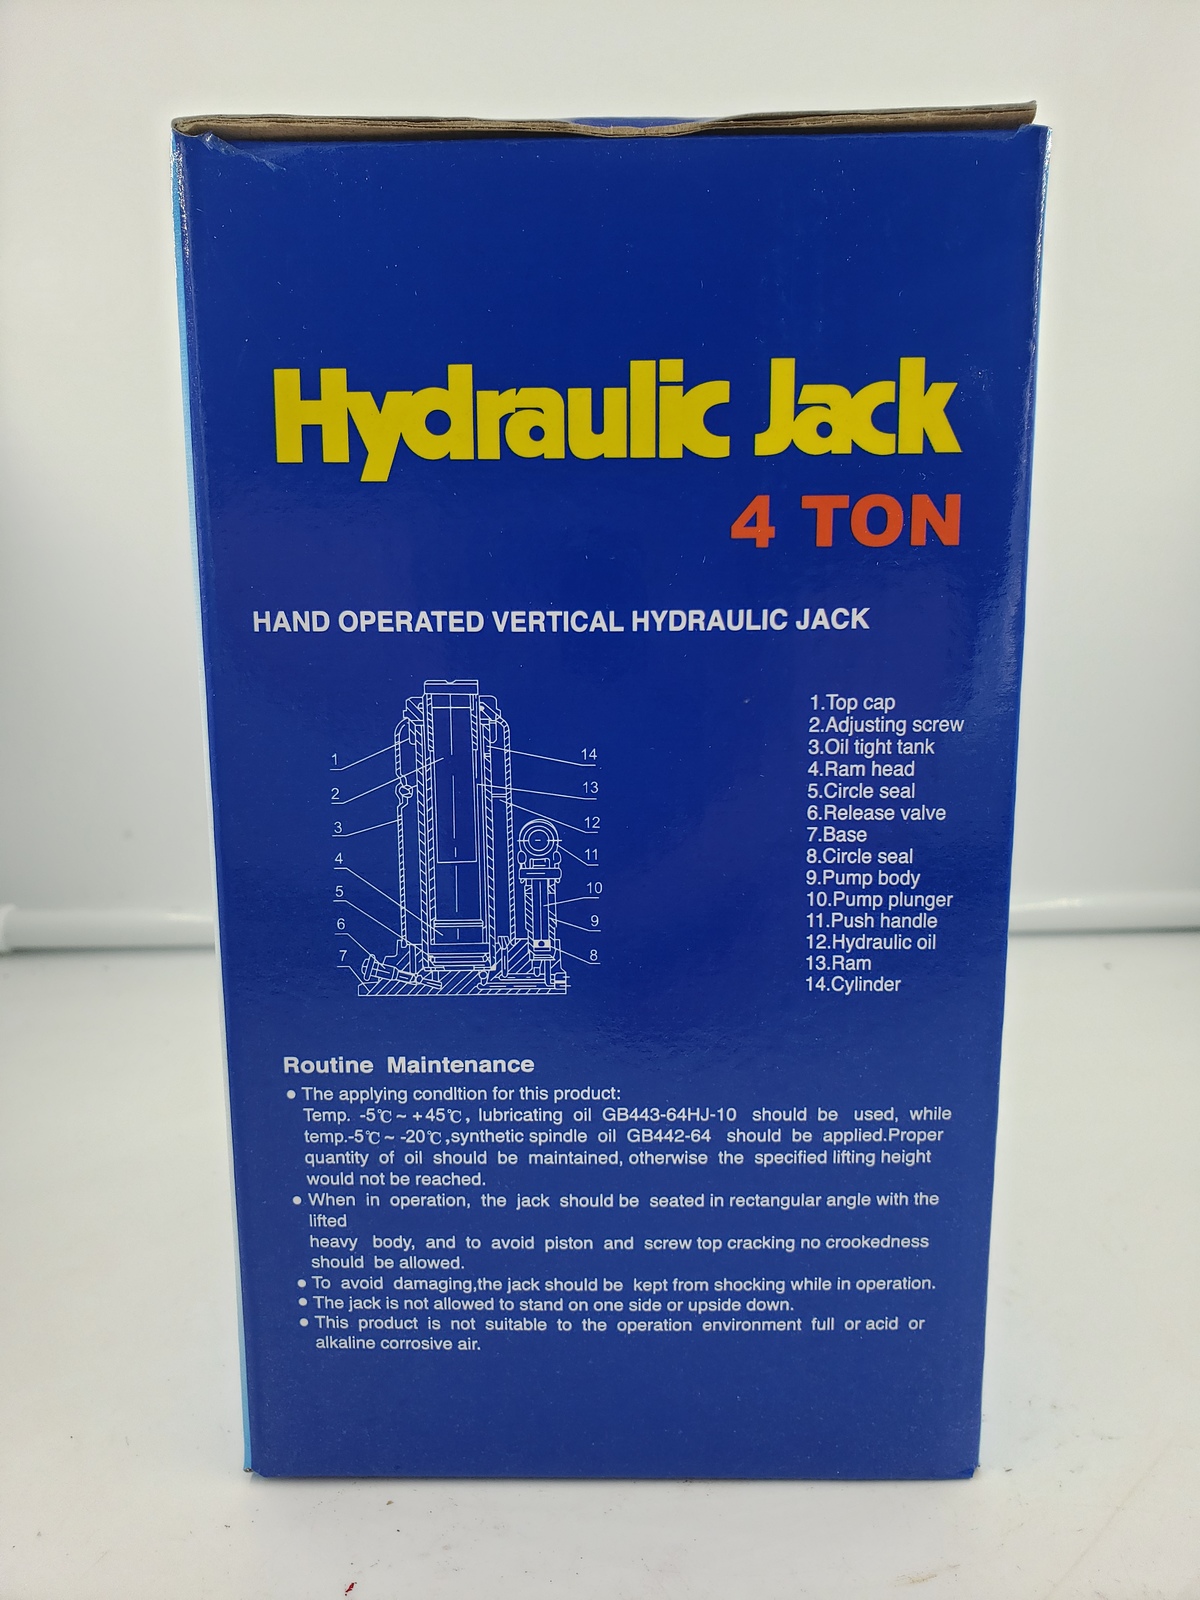 Hydraulic Jack
4 TON
HAND OPERATED VERTICAL HYDRAULIC JACK
1
2
3
4
5
6
7
14
13
12
11
10
9
8
1.Top cap
2.Adjusting screw
3.Oil tight tank
4.Ram head
5.Circle seal
6.Release valve
7.Base
8.Circle seal
9.Pump body
10.Pump plunger
11.Push handle
12.Hydraulic oil
13.Ram
14.Cylinder
Routine Maintenance
● The applying condltion for this product:
Temp. -5℃~ +45℃, lubricating oil GB443-64HJ-10 should be used, while
temp.-5℃~ -20℃,synthetic spindle oil GB442-64 should be applied.Proper
quantity of oil should be maintained, otherwise the specified lifting height
would not be reached.
● When in operation, the jack should be seated in rectangular angle with the
lifted
heavy body, and to avoid piston and screw top cracking no crookedness
should be allowed.
● To avoid damaging,the jack should be kept from shocking while in operation.
● The jack is not allowed to stand on one side or upside down.
● This product is not suitable to the operation environment full or acid or
alkaline corrosive air.